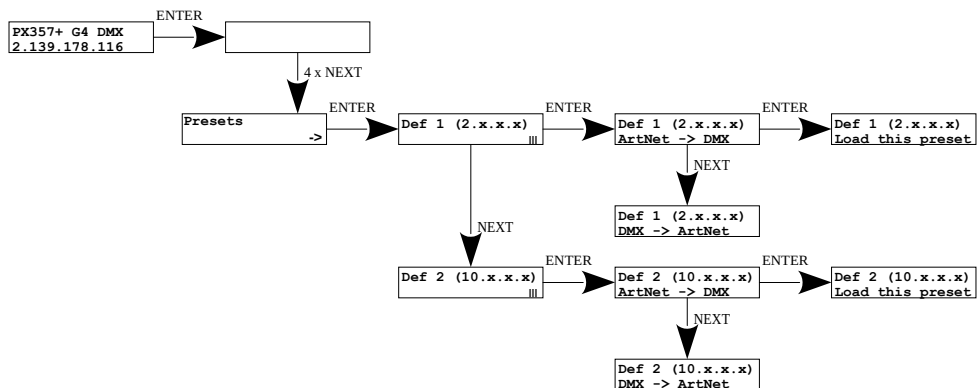 PX357+ G4 DMX
2.139.178.116
ENTER
4 x NEXT
Presets
->
ENTER
Def 1 (2.x.x.x)
|||
ENTER
Def 1 (2.x.x.x)
ArtNet -> DMX
ENTER
Def 1 (2.x.x.x)
Load this preset
NEXT
Def 1 (2.x.x.x)
DMX -> ArtNet
NEXT
Def 2 (10.x.x.x)
|||
ENTER
Def 2 (10.x.x.x)
ArtNet -> DMX
ENTER
Def 2 (10.x.x.x)
Load this preset
NEXT
Def 2 (10.x.x.x)
DMX -> ArtNet